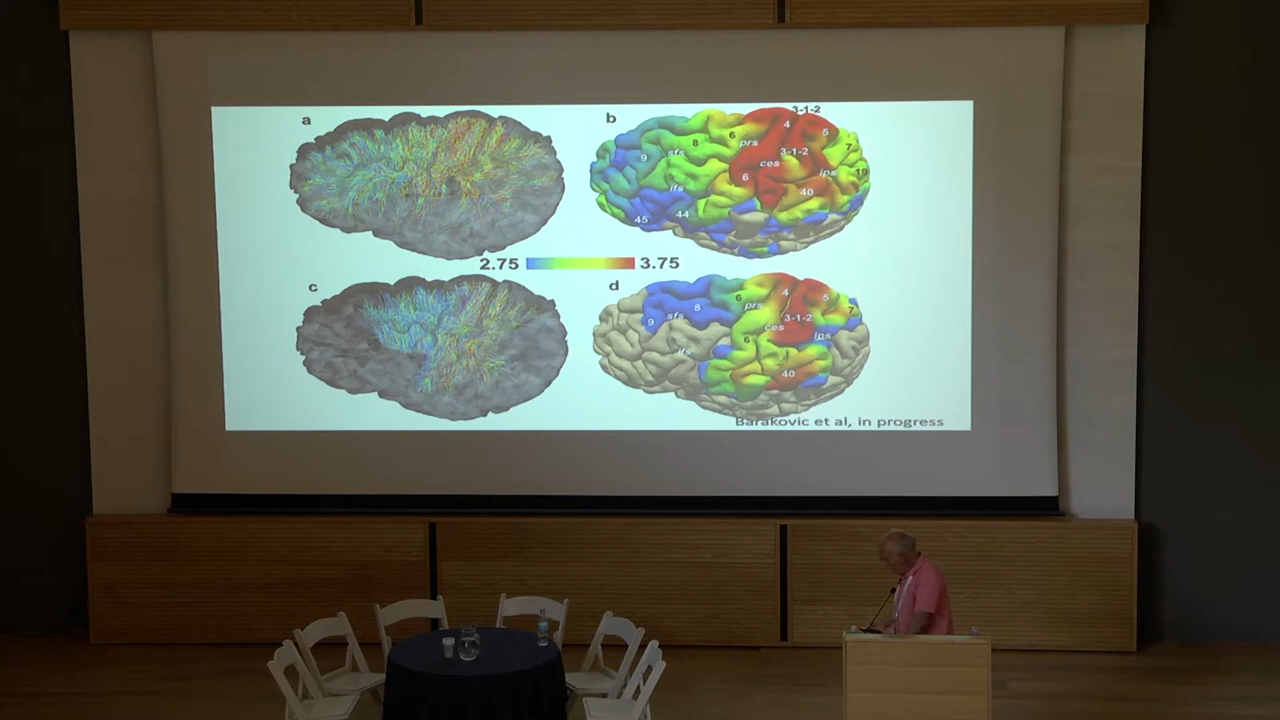 a
b
3-1-2
4
5
6
prs
8
7
sfs
9
3-1-2
ces
ips
19
6
40
ifs
44
45
2.75
3.75
c
d
4
5
6
prs
7
8
sfs
9
3-1-2
ces
ips
6
ifs
40
Barakovic et al, in progress